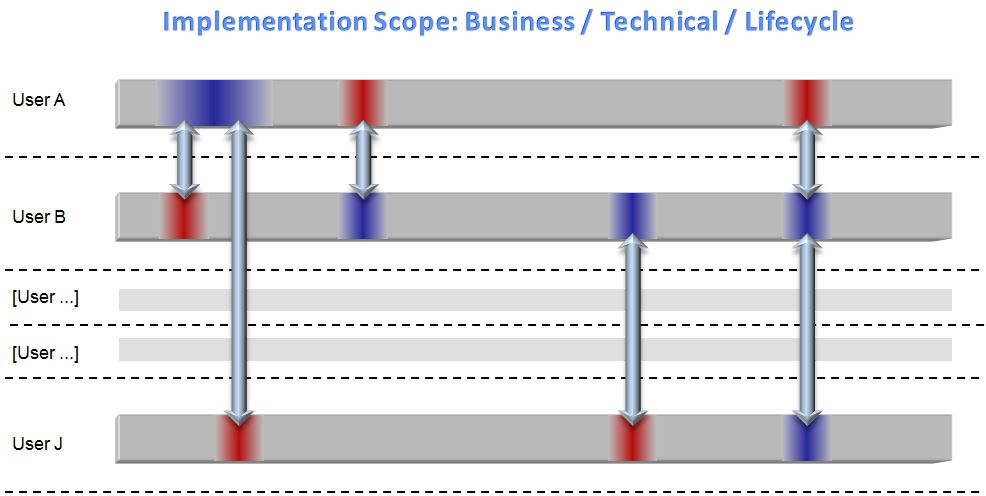 Implementation Scope: Business / Technical / Lifecycle
User A
User B
[User ...]
[User ...]
User J